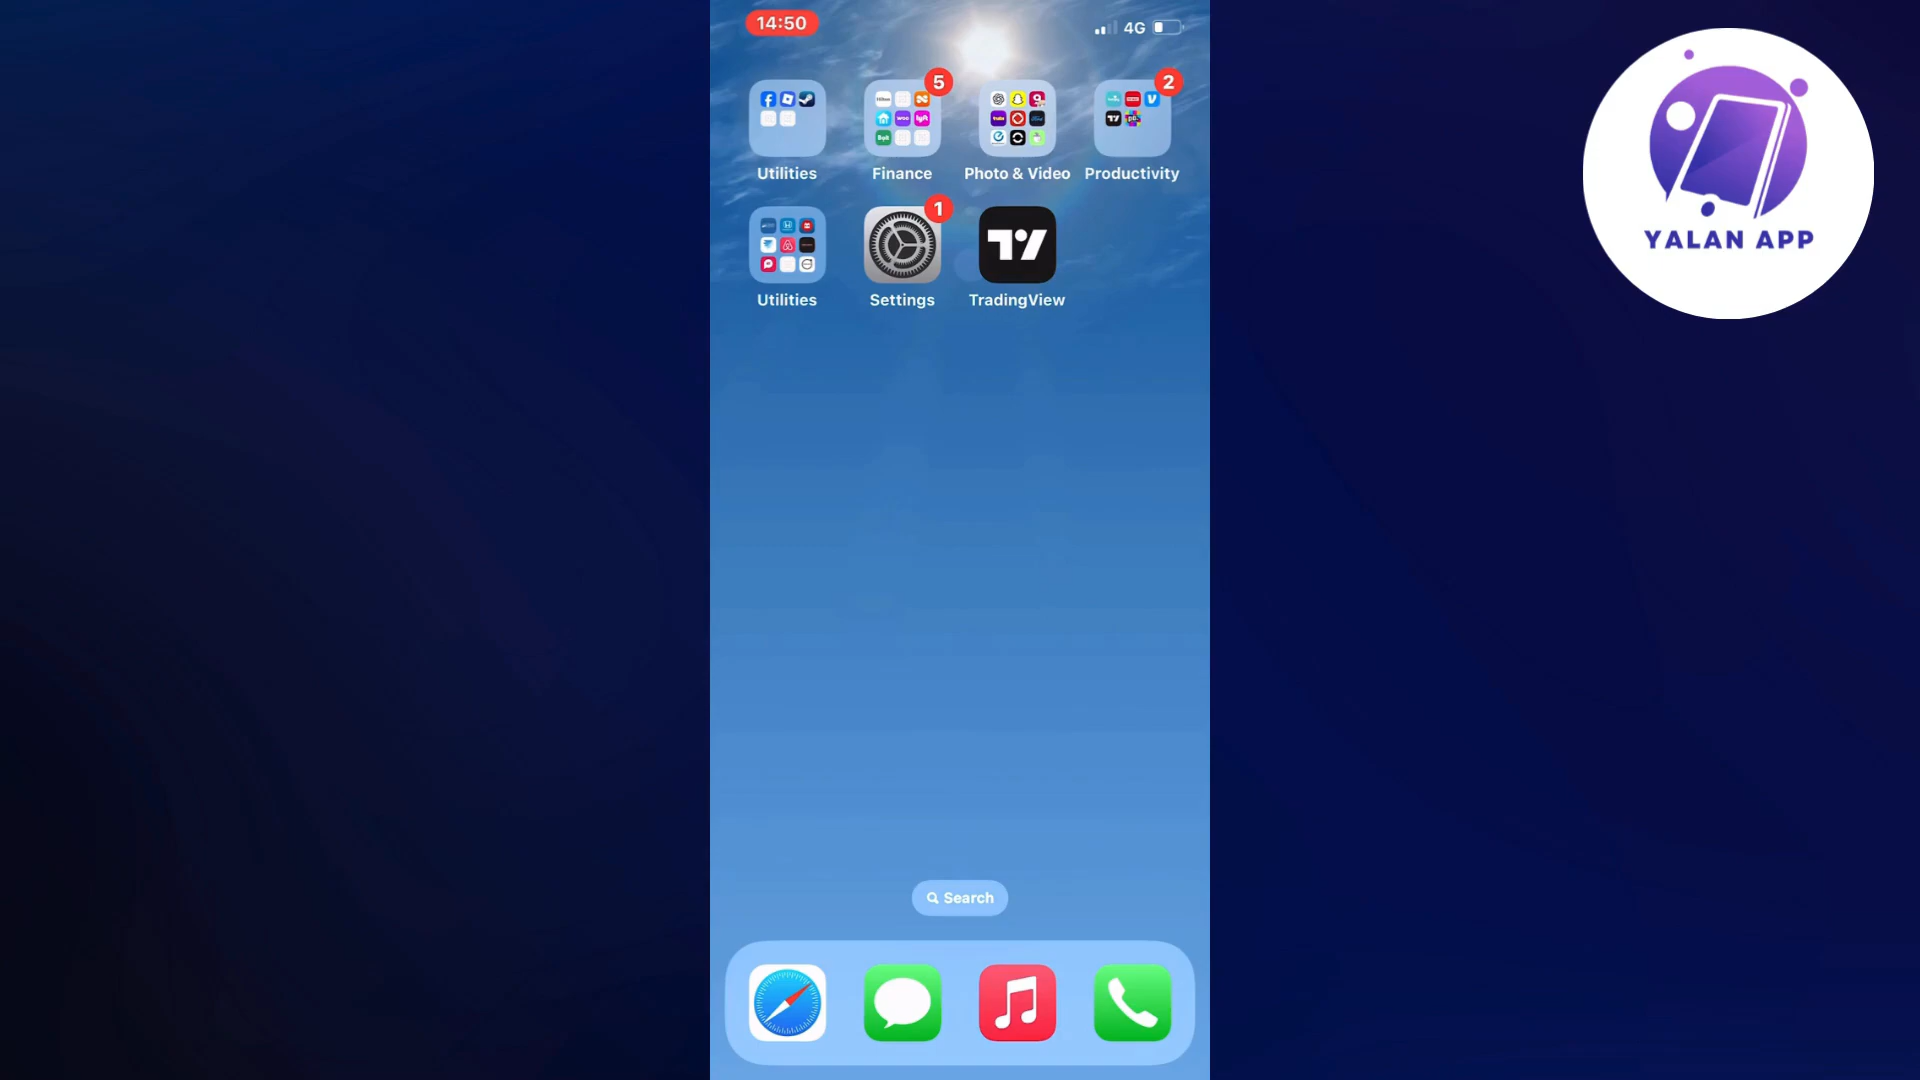 14:50
4G
5
2
Utilities
Finance
Photo & Video
Productivity
1
Utilities
Settings
TradingView
Search
YALAN APP